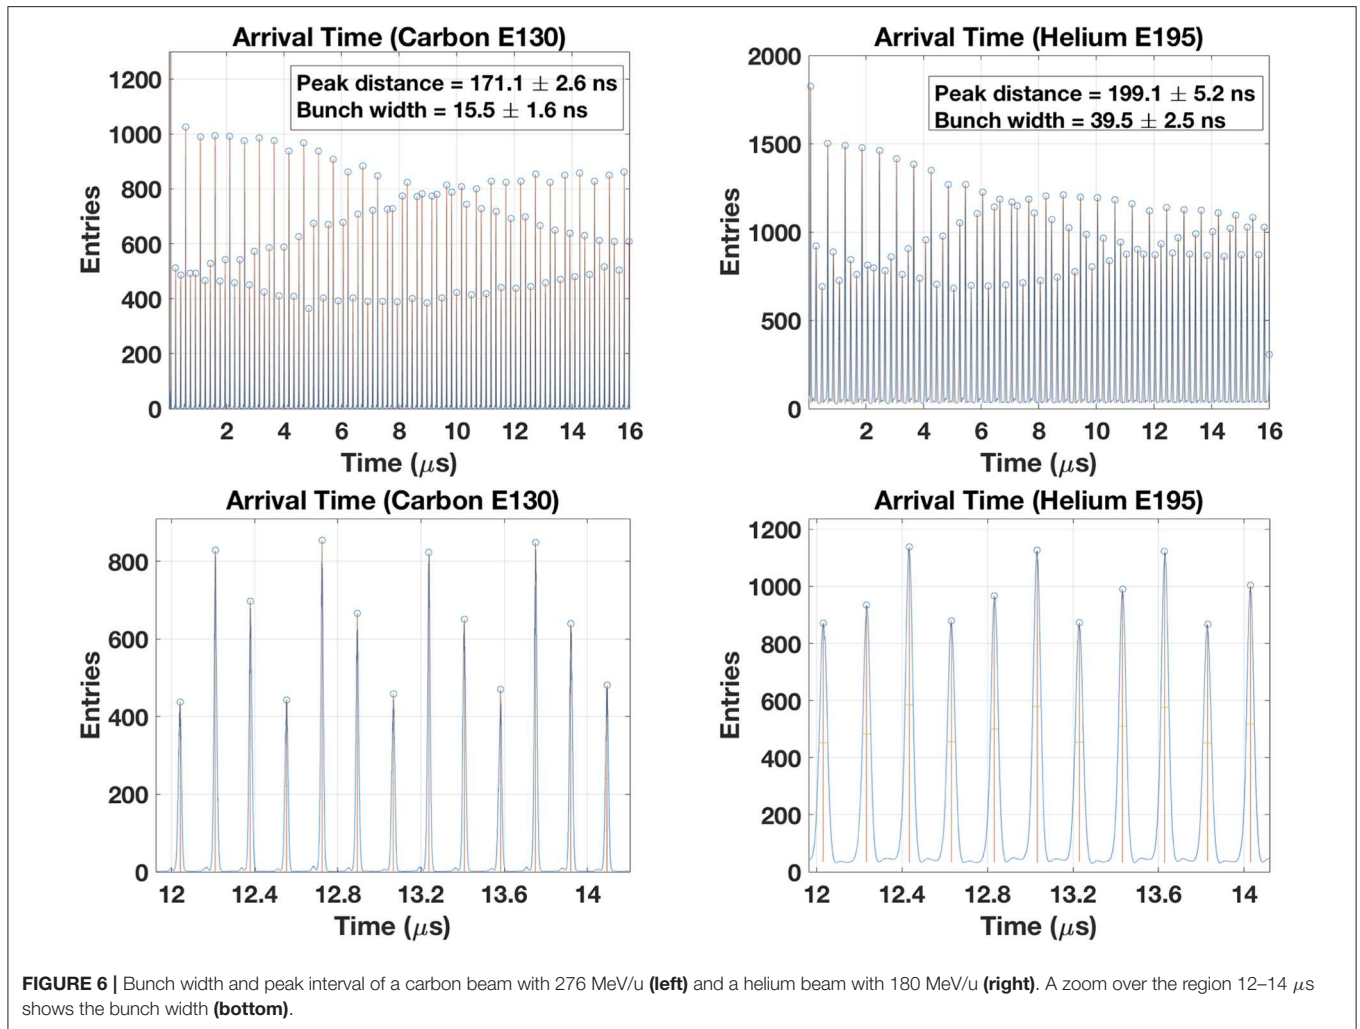 Arrival Time (Carbon E130)
Peak distance = 171.1 ± 2.6 ns
Bunch width = 15.5 ± 1.6 ns
1200
1000
800
600
400
200
0
Entries
2 4 6 8 10 12 14 16
Time (μs)
Arrival Time (Helium E195)
Peak distance = 199.1 ± 5.2 ns
Bunch width = 39.5 ± 2.5 ns
2000
1500
1000
500
0
Entries
2 4 6 8 10 12 14 16
Time (μs)
Arrival Time (Carbon E130)
800
600
400
200
0
Entries
12 12.4 12.8 13.2 13.6 14
Time (μs)
Arrival Time (Helium E195)
1200
1000
800
600
400
200
0
Entries
12 12.4 12.8 13.2 13.6 14
Time (μs)
FIGURE 6 | Bunch width and peak interval of a carbon beam with 276 MeV/u (left) and a helium beam with 180 MeV/u (right). A zoom over the region 12–14 μs
shows the bunch width (bottom).